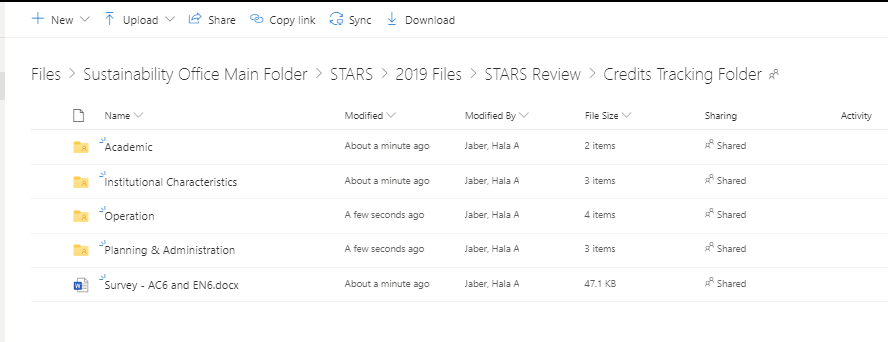 New Upload Share Copy link Sync Download
Files > Sustainability Office Main Folder > STARS > 2019 Files > STARS Review > Credits Tracking Folder
Name Modified Modified By File Size Sharing Activity
Academic About a minute ago Jaber, Hala A 2 items Shared
Institutional Characteristics About a minute ago Jaber, Hala A 3 items Shared
Operation A few seconds ago Jaber, Hala A 4 items Shared
Planning & Administration A few seconds ago Jaber, Hala A 3 items Shared
Survey - AC6 and EN6.docx About a minute ago Jaber, Hala A 47.1 KB Shared